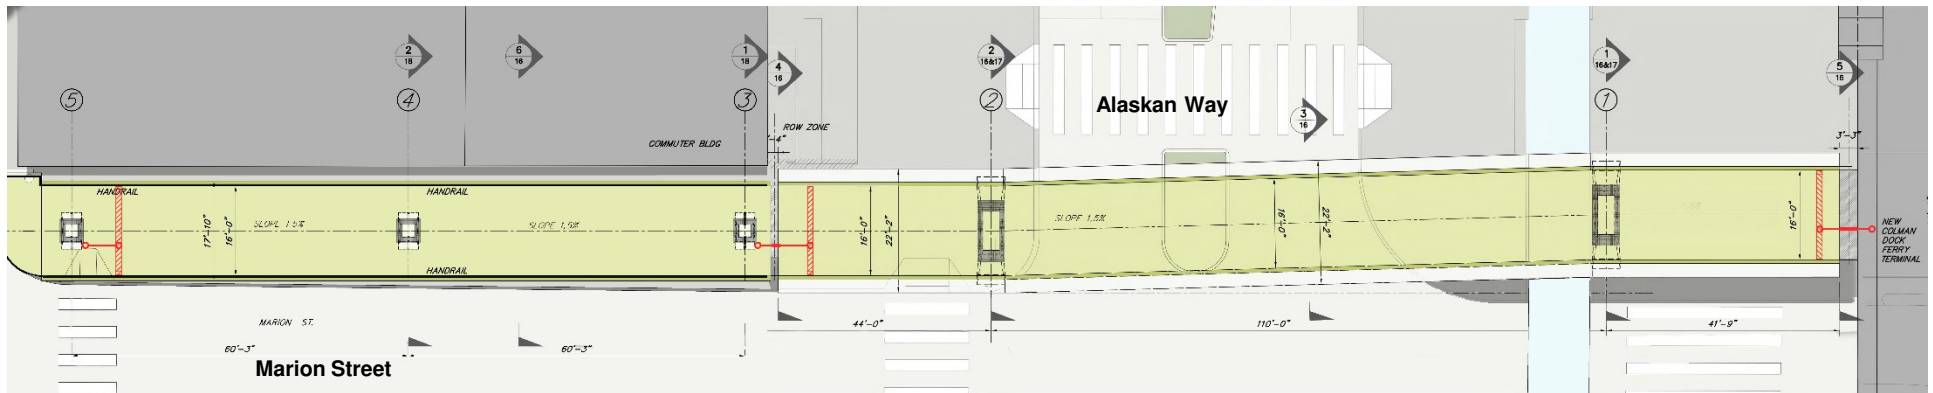 2
18
6
16
1
18
4
16
2
16&17
1
16&17
5
16
5
4
3
2
Alaskan Way
3
16
1
ROW ZONE
COMMUTER BLDG
3'-3"
HANDRAIL
HANDRAIL
17'-10"
16'-0"
SLOPE 1.5%
SLOPE 1.5%
16'-0"
22'-2"
SLOPE 1.5%
16'-0"
22'-2"
16'-0"
NEW
COLMAN
DOCK
FERRY
TERMINAL
HANDRAIL
MARION ST.
44'-0"
110'-0"
41'-9"
60'-3"
60'-3"
Marion Street